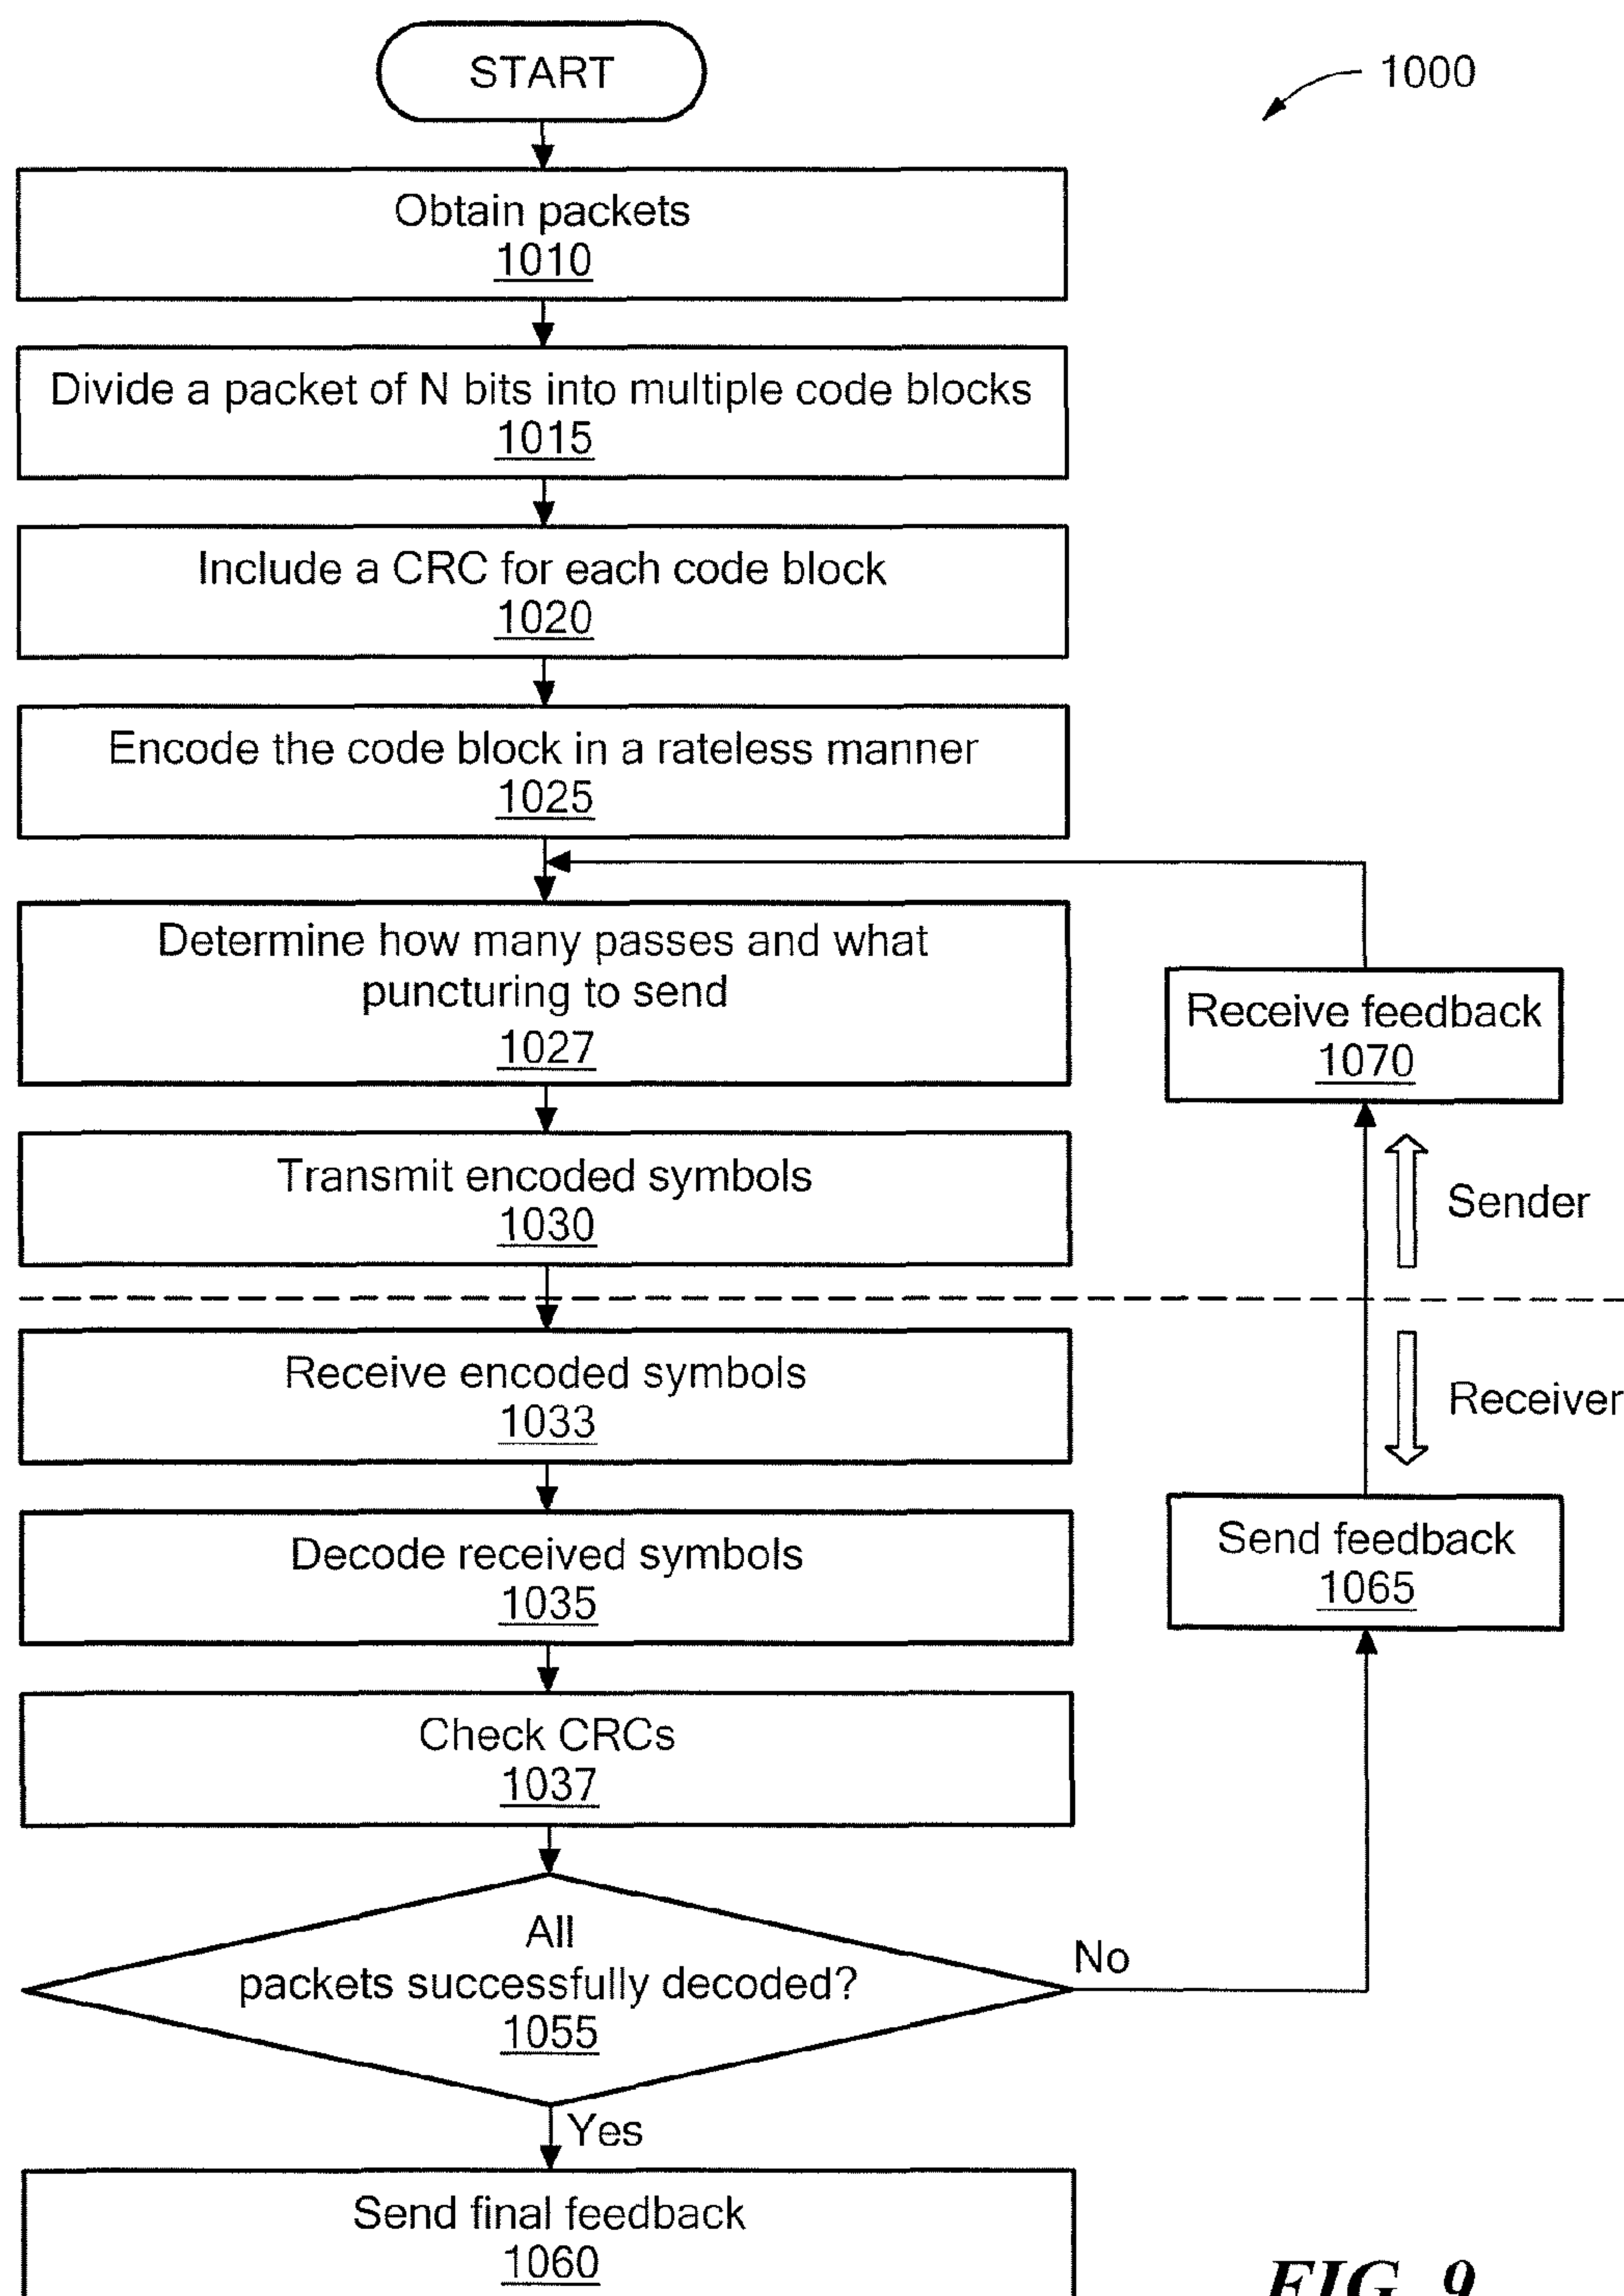 START
1000
Obtain packets
1010
Divide a packet of N bits into multiple code blocks
1015
Include a CRC for each code block
1020
Encode the code block in a rateless manner
1025
Determine how many passes and what
puncturing to send
1027
Receive feedback
1070
Transmit encoded symbols
1030
Sender
Receive encoded symbols
1033
Receiver
Decode received symbols
1035
Send feedback
1065
Check CRCs
1037
All
packets successfully decoded?
1055
No
Yes
Send final feedback
1060
FIG. 9